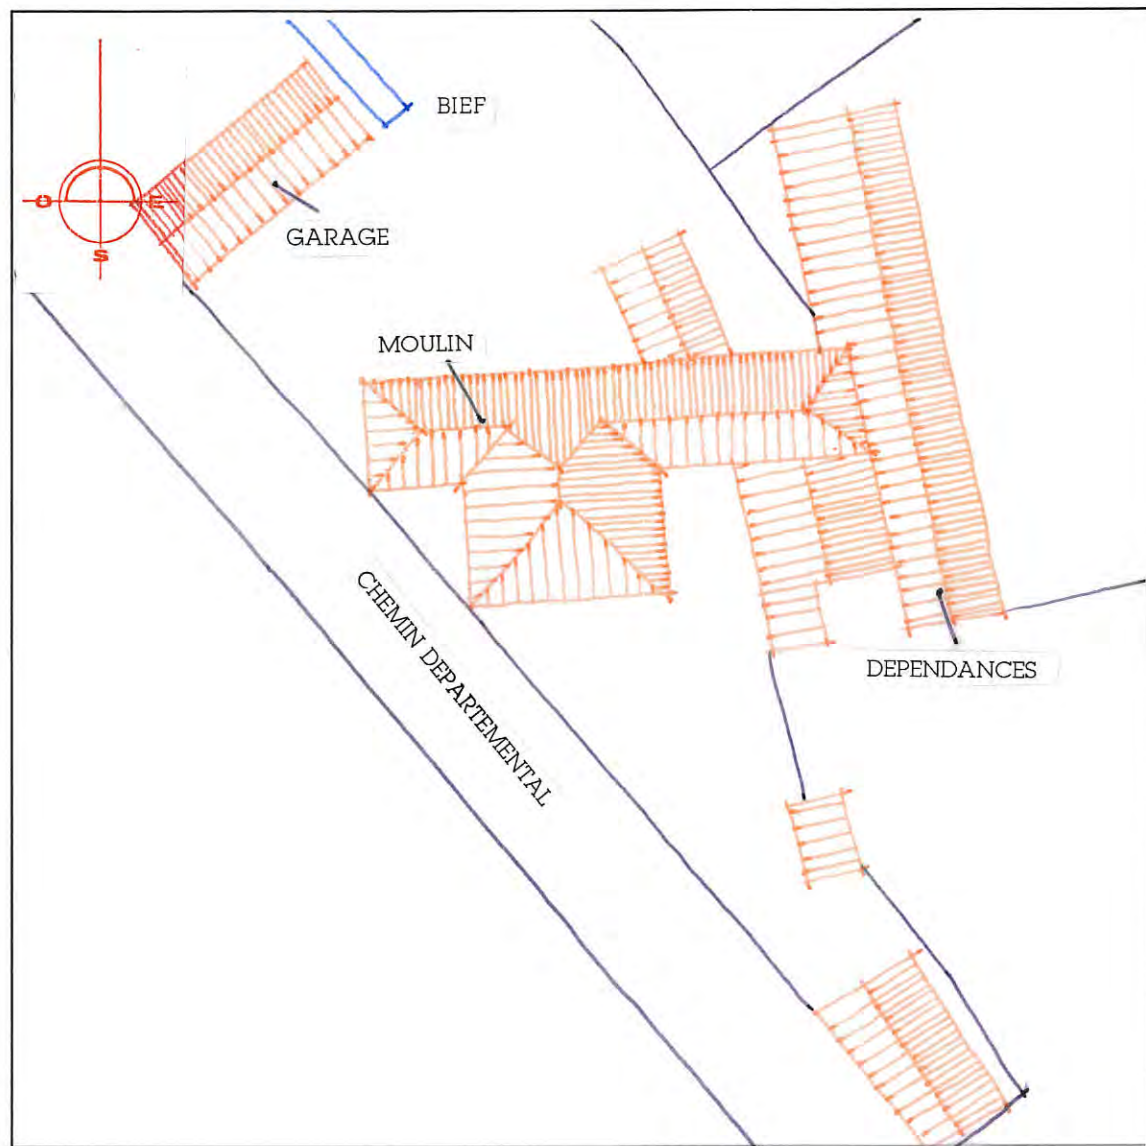 BIEF
O
E
S
GARAGE
MOULIN
CHEMIN DEPARTEMENTAL
DEPENDANCES